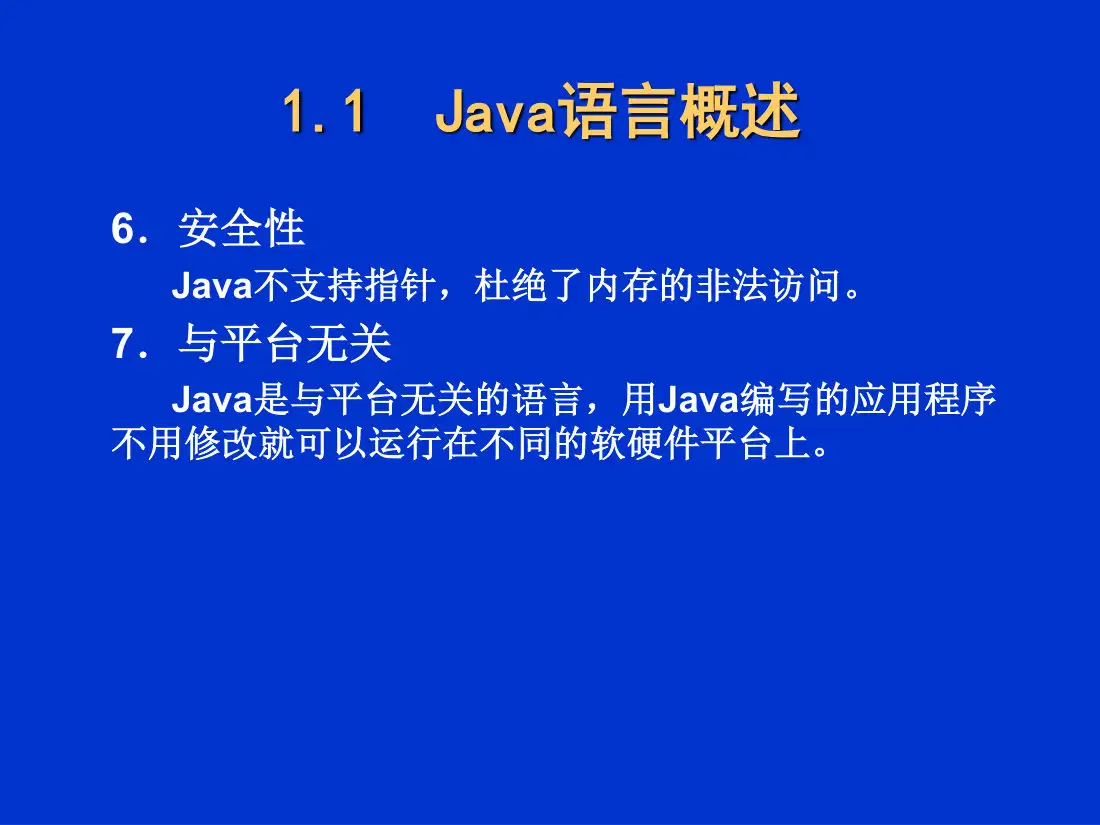 1.1 Java语言概述
6．安全性
Java不支持指针，杜绝了内存的非法访问。
7．与平台无关
Java是与平台无关的语言，用Java编写的应用程序
不用修改就可以运行在不同的软硬件平台上。